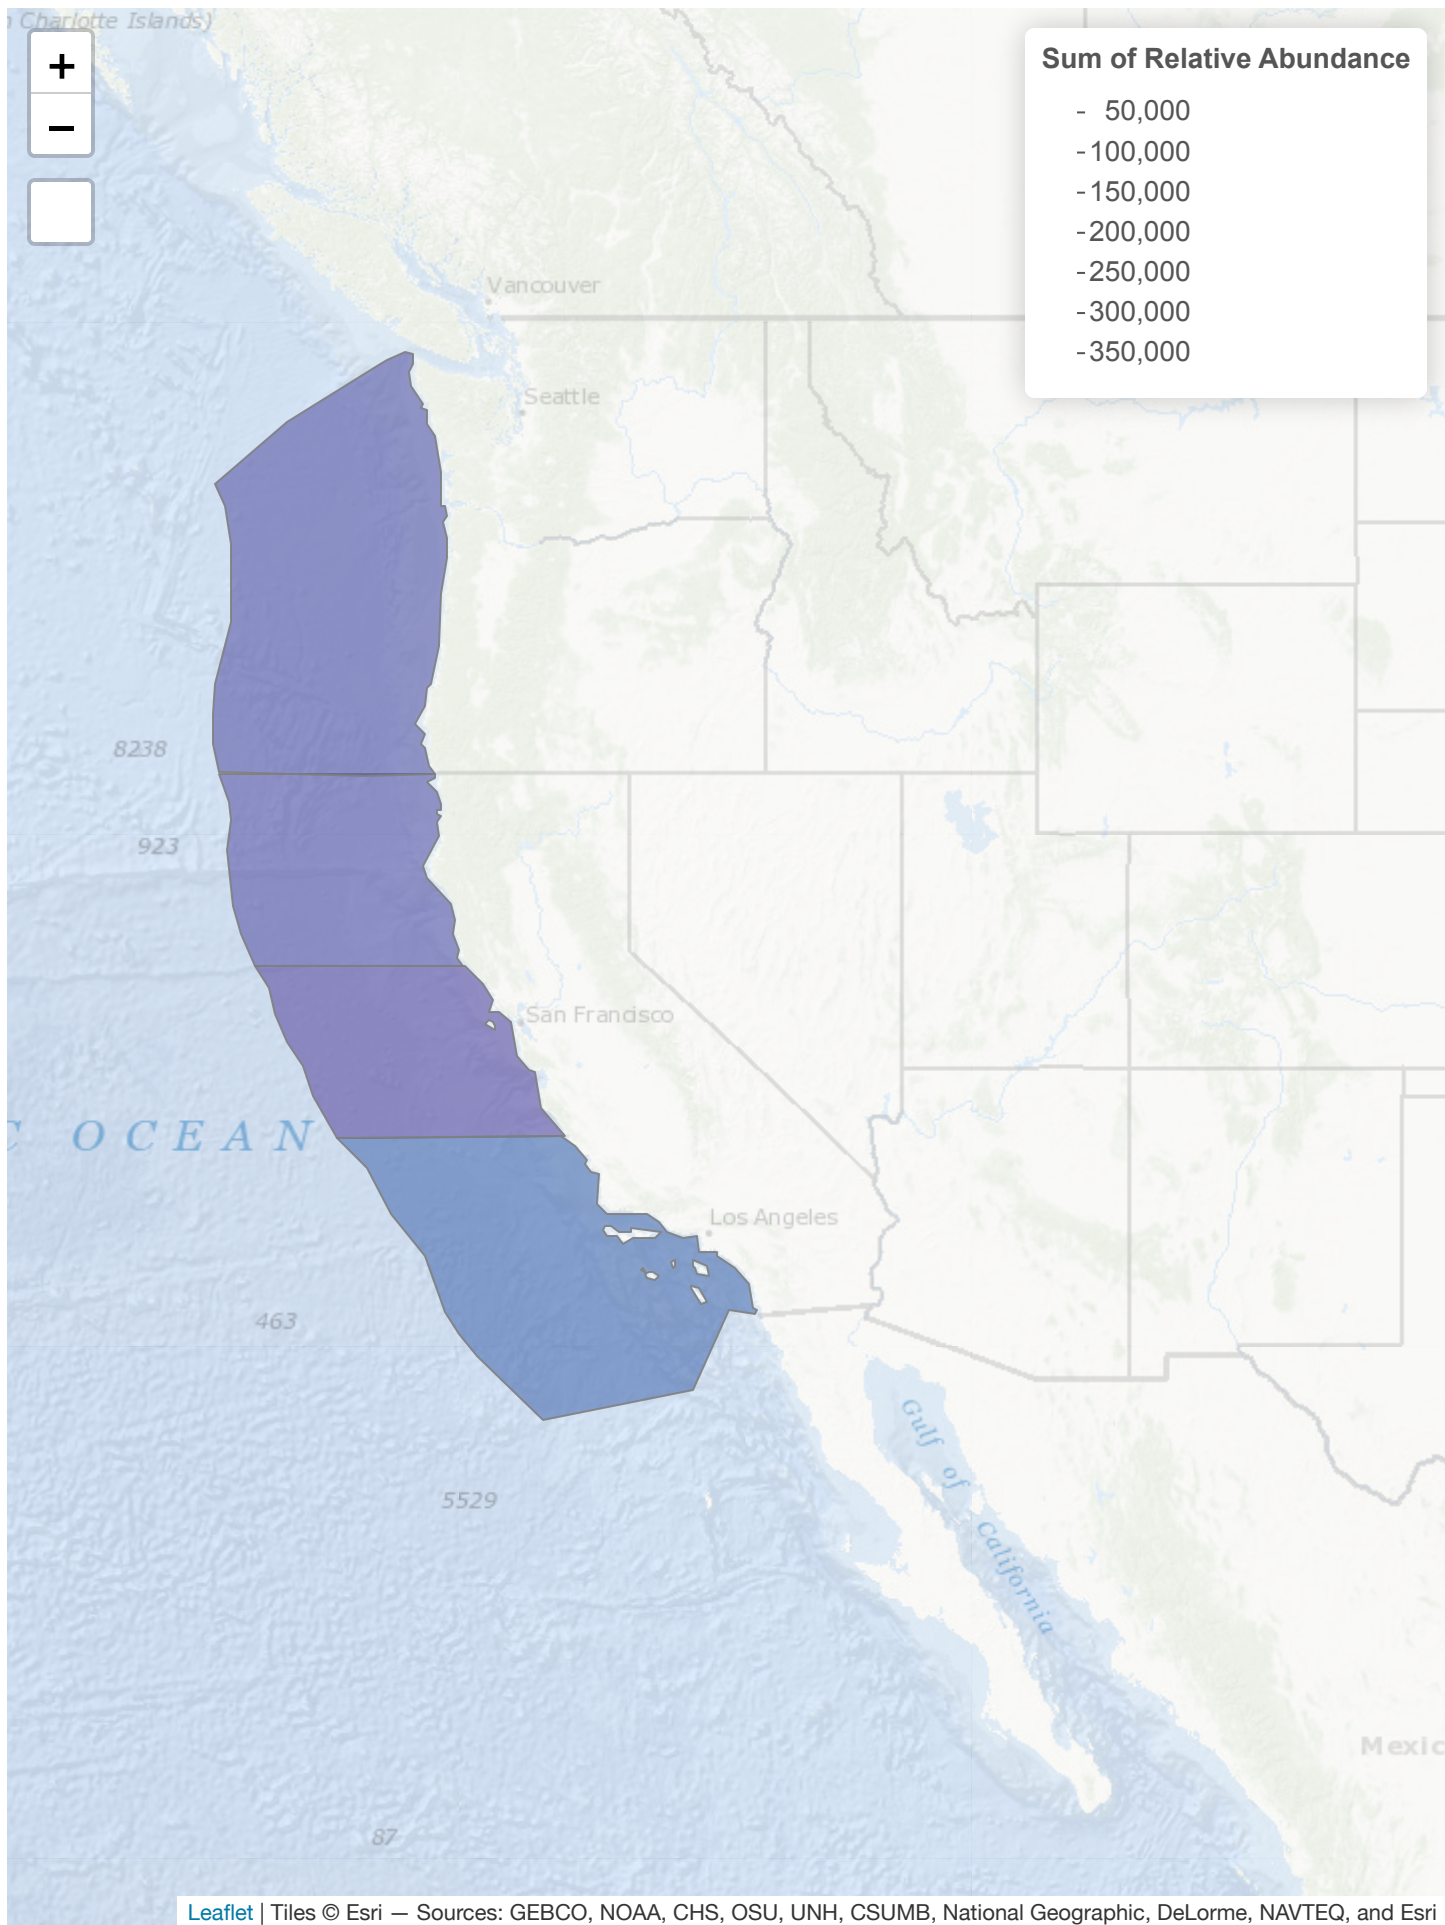 Charlotte Islands)
+
−
Sum of Relative Abundance
- 50,000
-100,000
-150,000
-200,000
-250,000
-300,000
-350,000
Vancouver
Seattle
8238
923
San Francisco
C OCEAN
Los Angeles
463
Gulf of California
5529
Mexic
87
Leaflet | Tiles © Esri — Sources: GEBCO, NOAA, CHS, OSU, UNH, CSUMB, National Geographic, DeLorme, NAVTEQ, and Esri